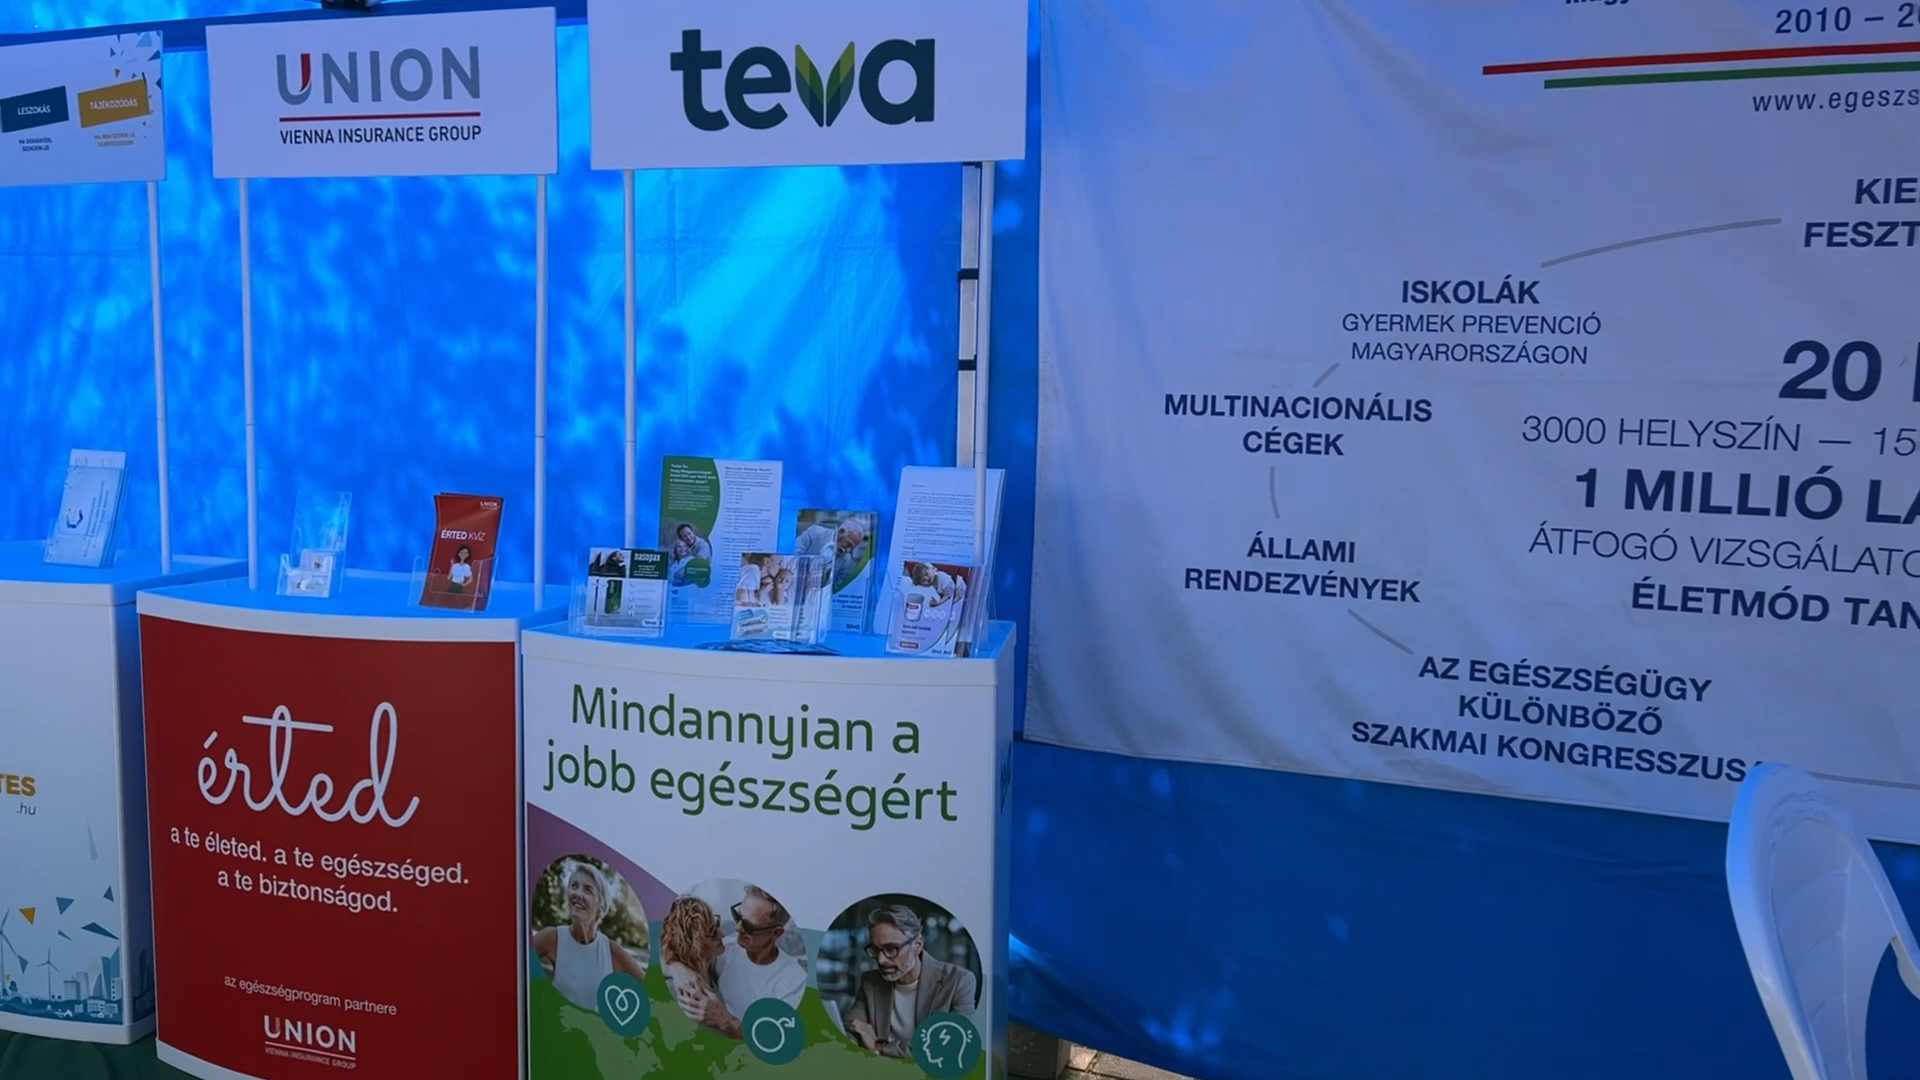 LESZOKÁS
TÁJÉKOZÓDÁS
UNION
VIENNA INSURANCE GROUP
teva
2010 –
www.egeszs
KIE
FESZT
ISKOLÁK
GYERMEK PREVENCIÓ
MAGYARORSZÁGON
MULTINACIONÁLIS
CÉGEK
20
3000 HELYSZÍN — 15
1 MILLIÓ LA
ÁTFOGÓ VIZSGÁLATO
ÉLETMÓD TAN
ÁLLAMI
RENDEZVÉNYEK
AZ EGÉSZSÉGÜGY
KÜLÖNBÖZŐ
SZAKMAI KONGRESSZUS
UNION
ÉRTED KVÍZ
nasopax
teva
TES
.hu
érted
a te életed. a te egészséged.
a te biztonságod.
az egészségprogram partnere
UNION
VIENNA INSURANCE GROUP
Mindannyian a
jobb egészségért